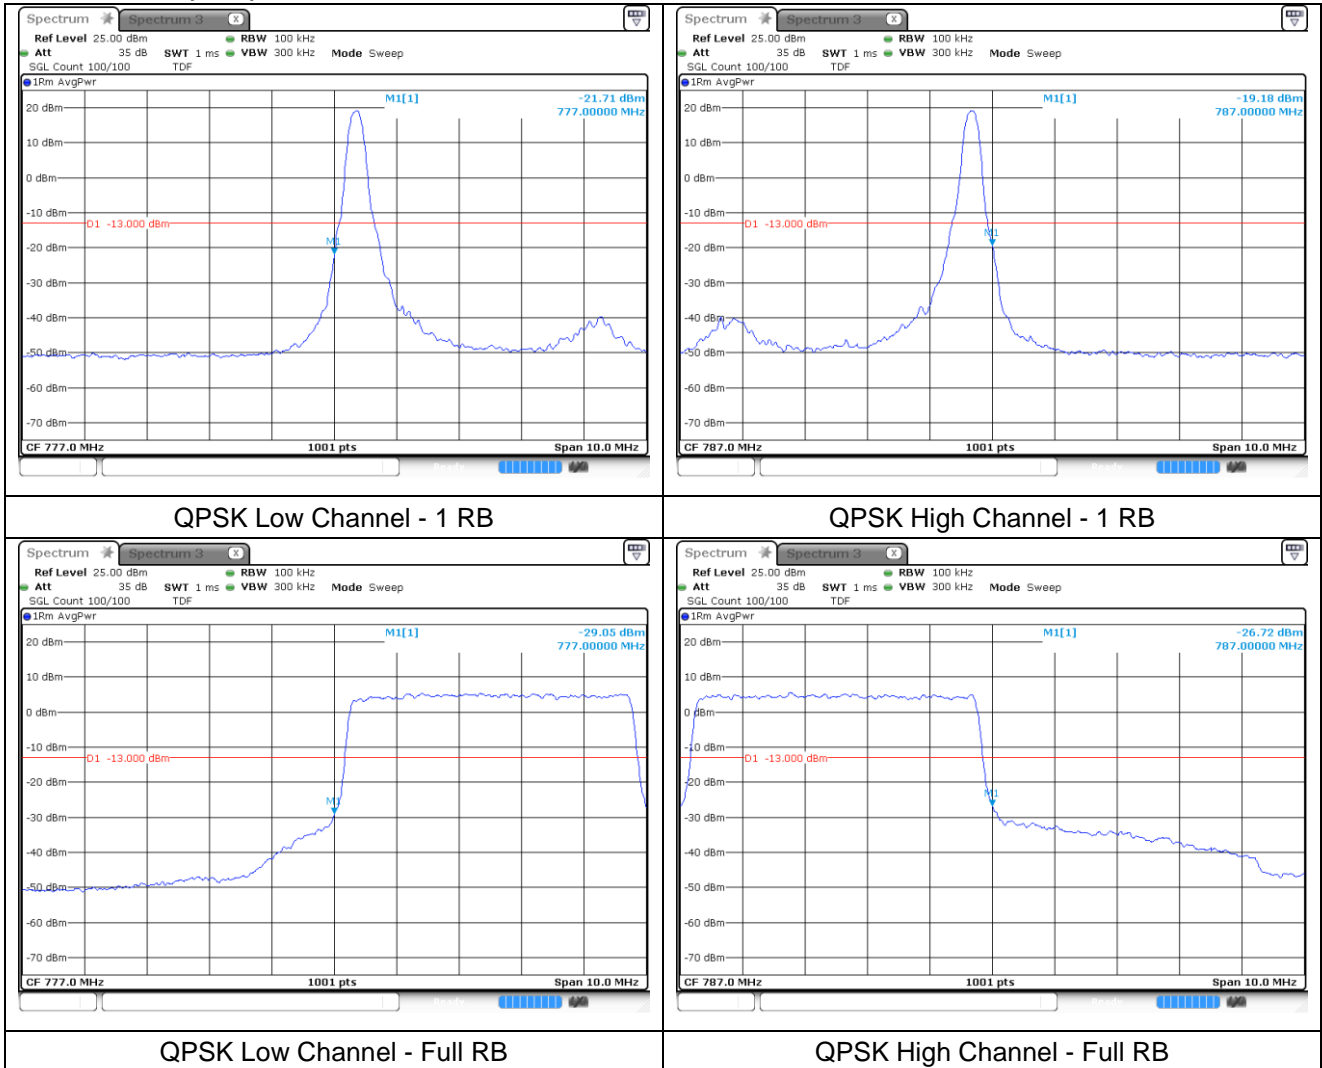 Spectrum Spectrum 3 X
Ref Level 25.00 dBm RBW 100 kHz
Att 35 dB SWT 1 ms VBW 300 kHz Mode Sweep
SGL Count 100/100 TDF
1Rm AvgPwr
M1[1] -21.71 dBm
777.00000 MHz
20 dBm
10 dBm
0 dBm
-10 dBm
D1 -13.000 dBm
M1
-20 dBm
-30 dBm
-40 dBm
-50 dBm
-60 dBm
-70 dBm
CF 777.0 MHz 1001 pts Span 10.0 MHz
Spectrum Spectrum 3 X
Ref Level 25.00 dBm RBW 100 kHz
Att 35 dB SWT 1 ms VBW 300 kHz Mode Sweep
SGL Count 100/100 TDF
1Rm AvgPwr
M1[1] -19.18 dBm
787.00000 MHz
20 dBm
10 dBm
0 dBm
-10 dBm
D1 -13.000 dBm
M1
-20 dBm
-30 dBm
-40 dBm
-50 dBm
-60 dBm
-70 dBm
CF 787.0 MHz 1001 pts Span 10.0 MHz
QPSK Low Channel - 1 RB
QPSK High Channel - 1 RB
Spectrum Spectrum 3 X
Ref Level 25.00 dBm RBW 100 kHz
Att 35 dB SWT 1 ms VBW 300 kHz Mode Sweep
SGL Count 100/100 TDF
1Rm AvgPwr
M1[1] -29.05 dBm
777.00000 MHz
20 dBm
10 dBm
0 dBm
-10 dBm
D1 -13.000 dBm
-20 dBm
M1
-30 dBm
-40 dBm
-50 dBm
-60 dBm
-70 dBm
CF 777.0 MHz 1001 pts Span 10.0 MHz
Spectrum Spectrum 3 X
Ref Level 25.00 dBm RBW 100 kHz
Att 35 dB SWT 1 ms VBW 300 kHz Mode Sweep
SGL Count 100/100 TDF
1Rm AvgPwr
M1[1] -26.72 dBm
787.00000 MHz
20 dBm
10 dBm
0 dBm
-10 dBm
D1 -13.000 dBm
-20 dBm
M1
-30 dBm
-40 dBm
-50 dBm
-60 dBm
-70 dBm
CF 787.0 MHz 1001 pts Span 10.0 MHz
QPSK Low Channel - Full RB
QPSK High Channel - Full RB